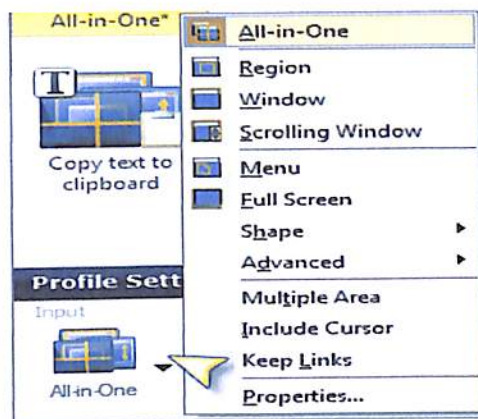 All-in-One*
T
Copy text to
clipboard
Profile Sett
Input
All-in-One
All-in-One
Region
Window
Scrolling Window
Menu
Full Screen
Shape
Advanced
Multiple Area
Include Cursor
Keep Links
Properties...